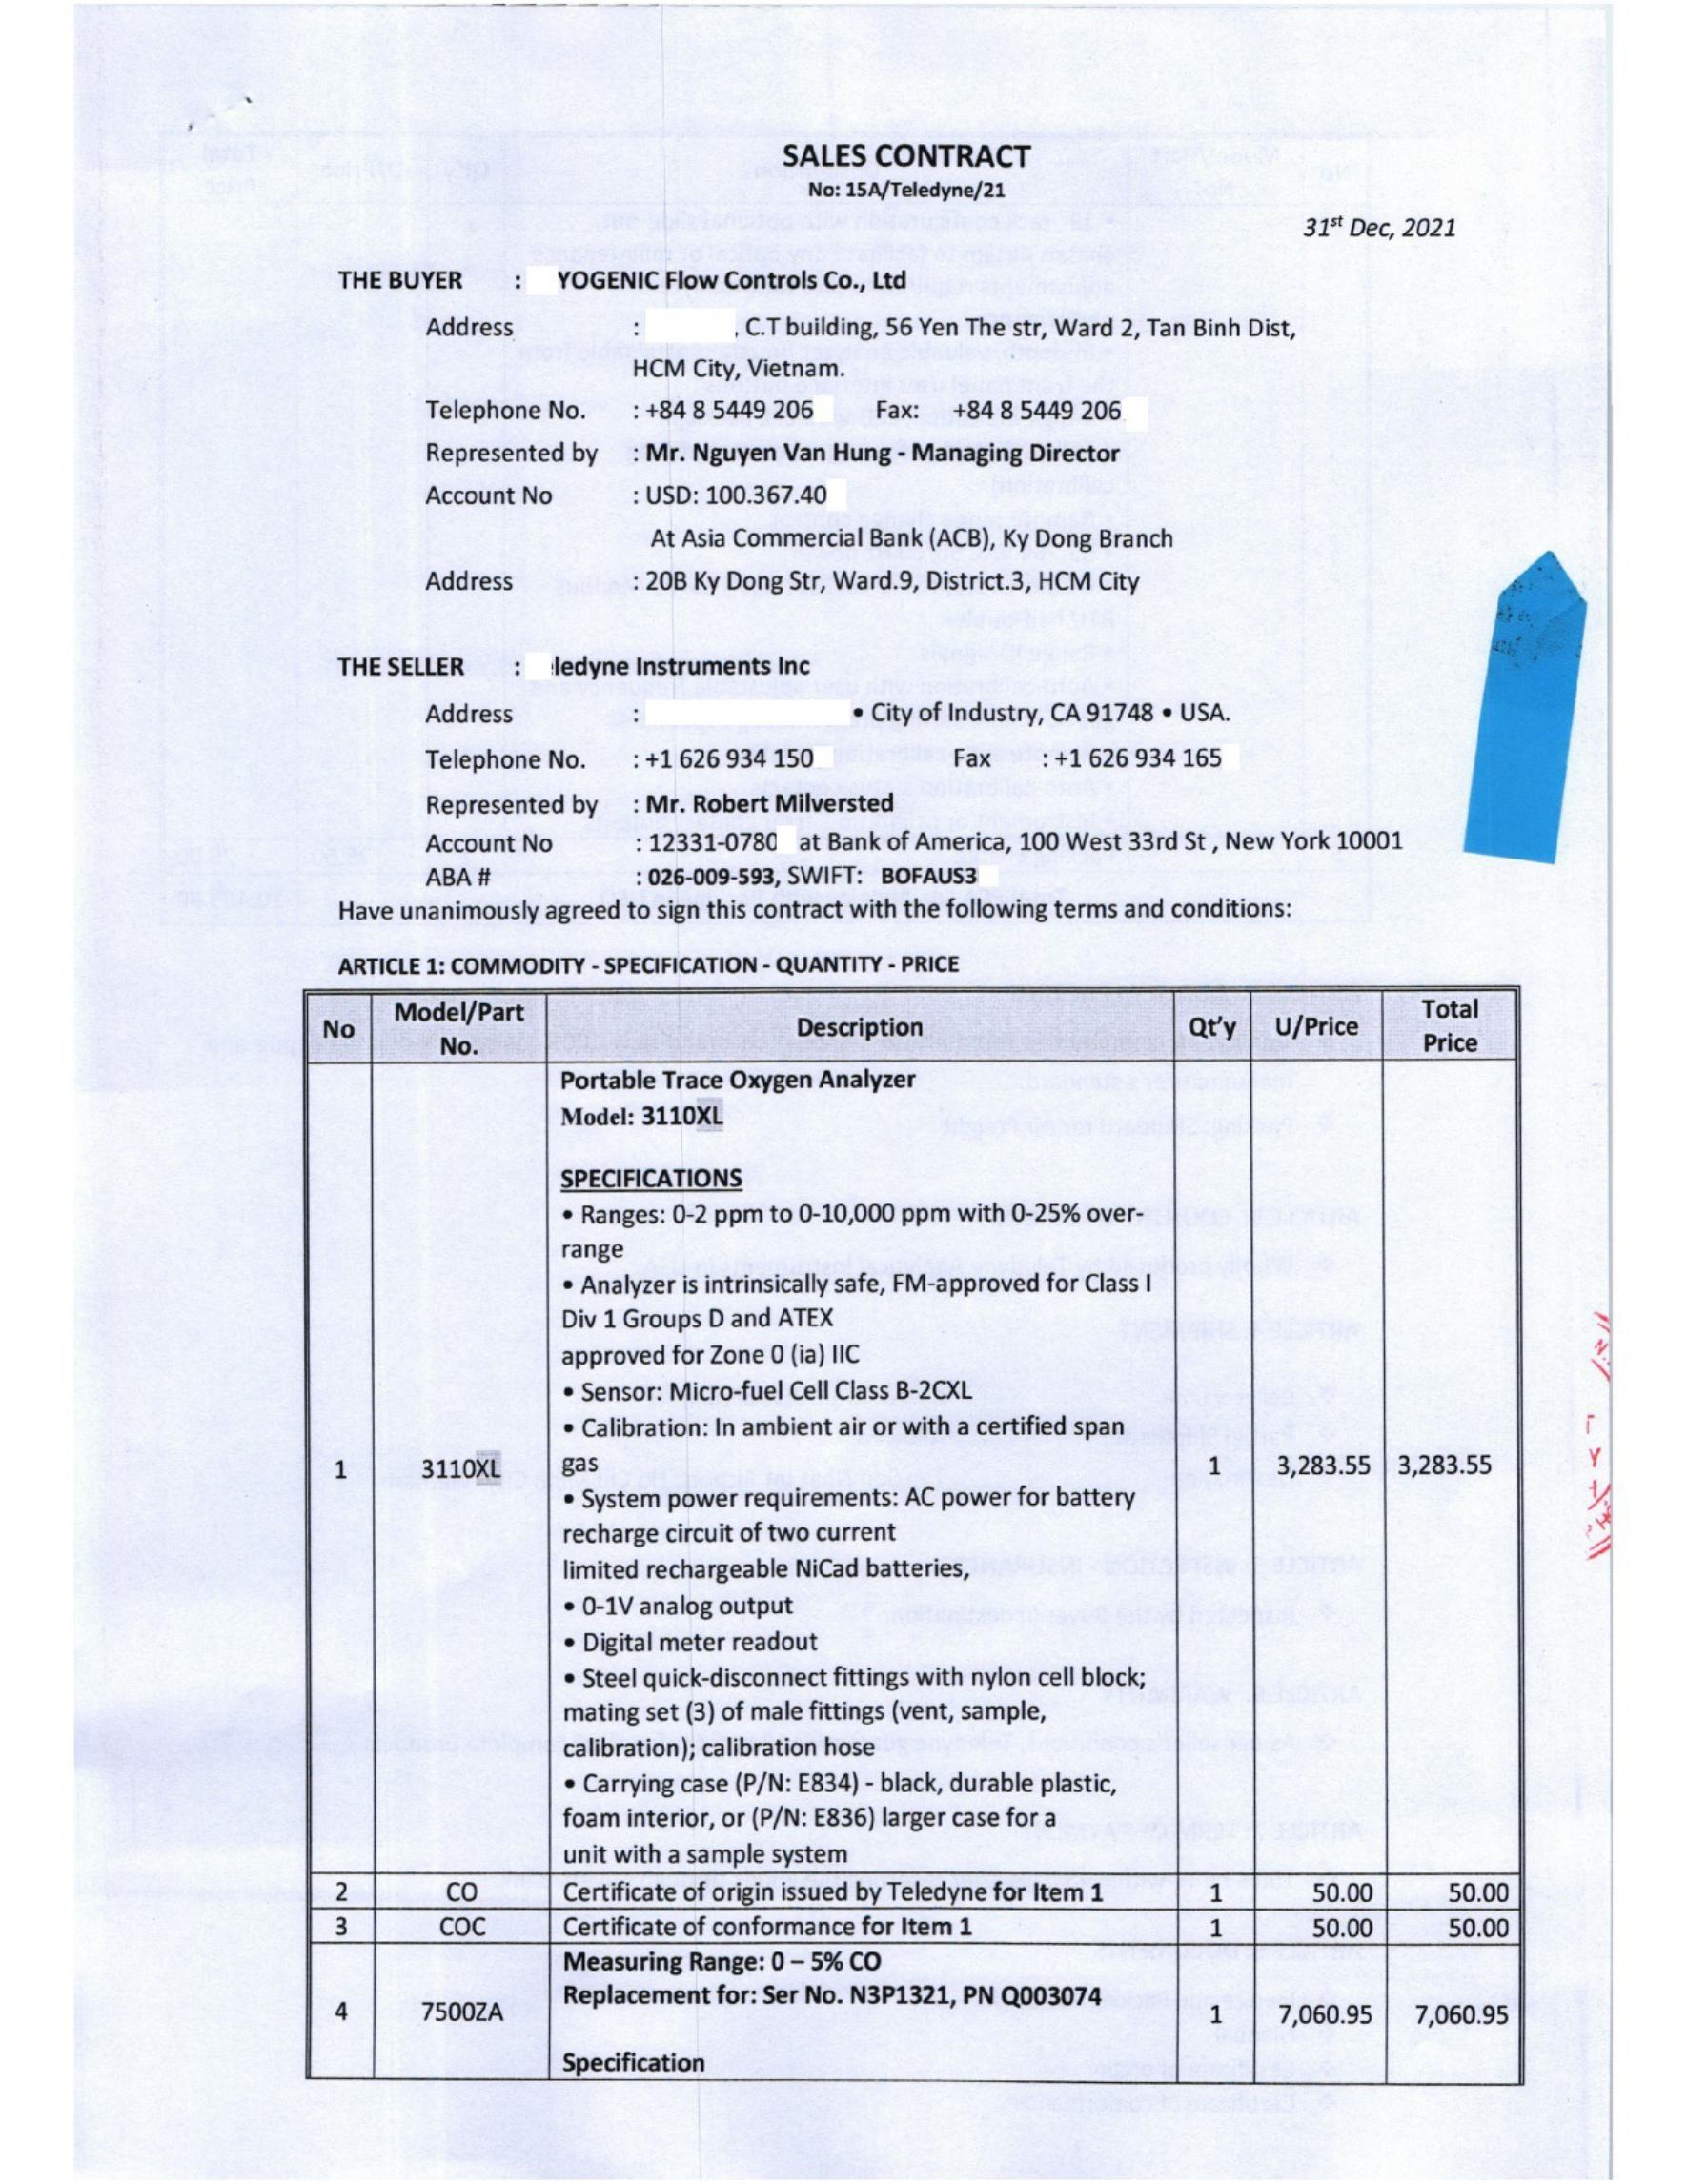 SALES CONTRACT
No: 15A/Teledyne/21
31st Dec, 2021
THE BUYER : YOGENIC Flow Controls Co., Ltd
Address : , C.T building, 56 Yen The str, Ward 2, Tan Binh Dist,
HCM City, Vietnam.
Telephone No. : +84 8 5449 206 Fax: +84 8 5449 206
Represented by : Mr. Nguyen Van Hung - Managing Director
Account No : USD: 100.367.40
At Asia Commercial Bank (ACB), Ky Dong Branch
Address : 20B Ky Dong Str, Ward.9, District.3, HCM City
THE SELLER : eledyne Instruments Inc
Address : • City of Industry, CA 91748 • USA.
Telephone No. : +1 626 934 150 Fax : +1 626 934 165
Represented by : Mr. Robert Milversted
Account No : 12331-0780 at Bank of America, 100 West 33rd St , New York 10001
ABA # : 026-009-593, SWIFT: BOFAUS3
Have unanimously agreed to sign this contract with the following terms and conditions:
ARTICLE 1: COMMODITY - SPECIFICATION - QUANTITY - PRICE
No Model/Part No. Description Qt'y U/Price Total Price
Portable Trace Oxygen Analyzer
Model: 3110XL
SPECIFICATIONS
• Ranges: 0-2 ppm to 0-10,000 ppm with 0-25% over-
range
• Analyzer is intrinsically safe, FM-approved for Class I
Div 1 Groups D and ATEX
approved for Zone 0 (ia) IIC
• Sensor: Micro-fuel Cell Class B-2CXL
• Calibration: In ambient air or with a certified span
1 3110XL gas 1 3,283.55 3,283.55
• System power requirements: AC power for battery
recharge circuit of two current
limited rechargeable NiCad batteries,
• 0-1V analog output
• Digital meter readout
• Steel quick-disconnect fittings with nylon cell block;
mating set (3) of male fittings (vent, sample,
calibration); calibration hose
• Carrying case (P/N: E834) - black, durable plastic,
foam interior, or (P/N: E836) larger case for a
unit with a sample system
2 CO Certificate of origin issued by Teledyne for Item 1 1 50.00 50.00
3 COC Certificate of conformance for Item 1 1 50.00 50.00
Measuring Range: 0 – 5% CO
Replacement for: Ser No. N3P1321, PN Q003074
4 7500ZA 1 7,060.95 7,060.95
Specification